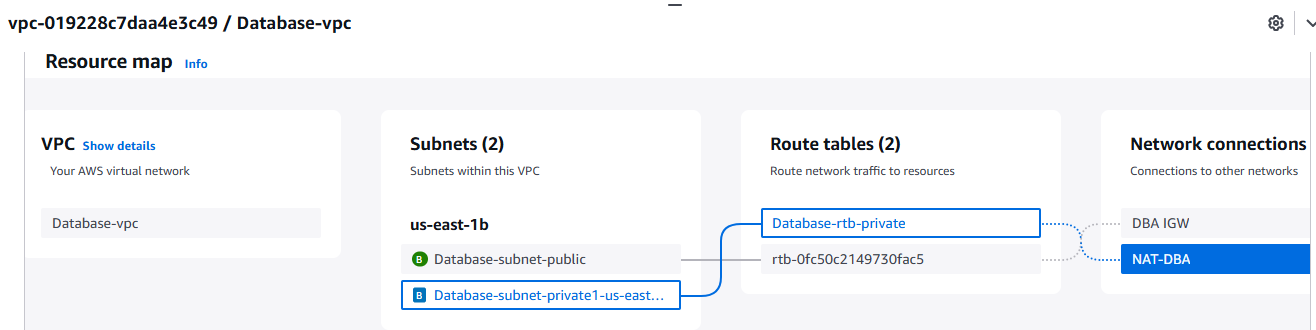 vpc-019228c7daa4e3c49 / Database-vpc
Resource map Info
VPC Show details
Your AWS virtual network
Database-vpc
Subnets (2)
Subnets within this VPC
us-east-1b
B Database-subnet-public
B Database-subnet-private1-us-east...
Route tables (2)
Route network traffic to resources
Database-rtb-private
rtb-0fc50c2149730fac5
Network connections
Connections to other networks
DBA IGW
NAT-DBA